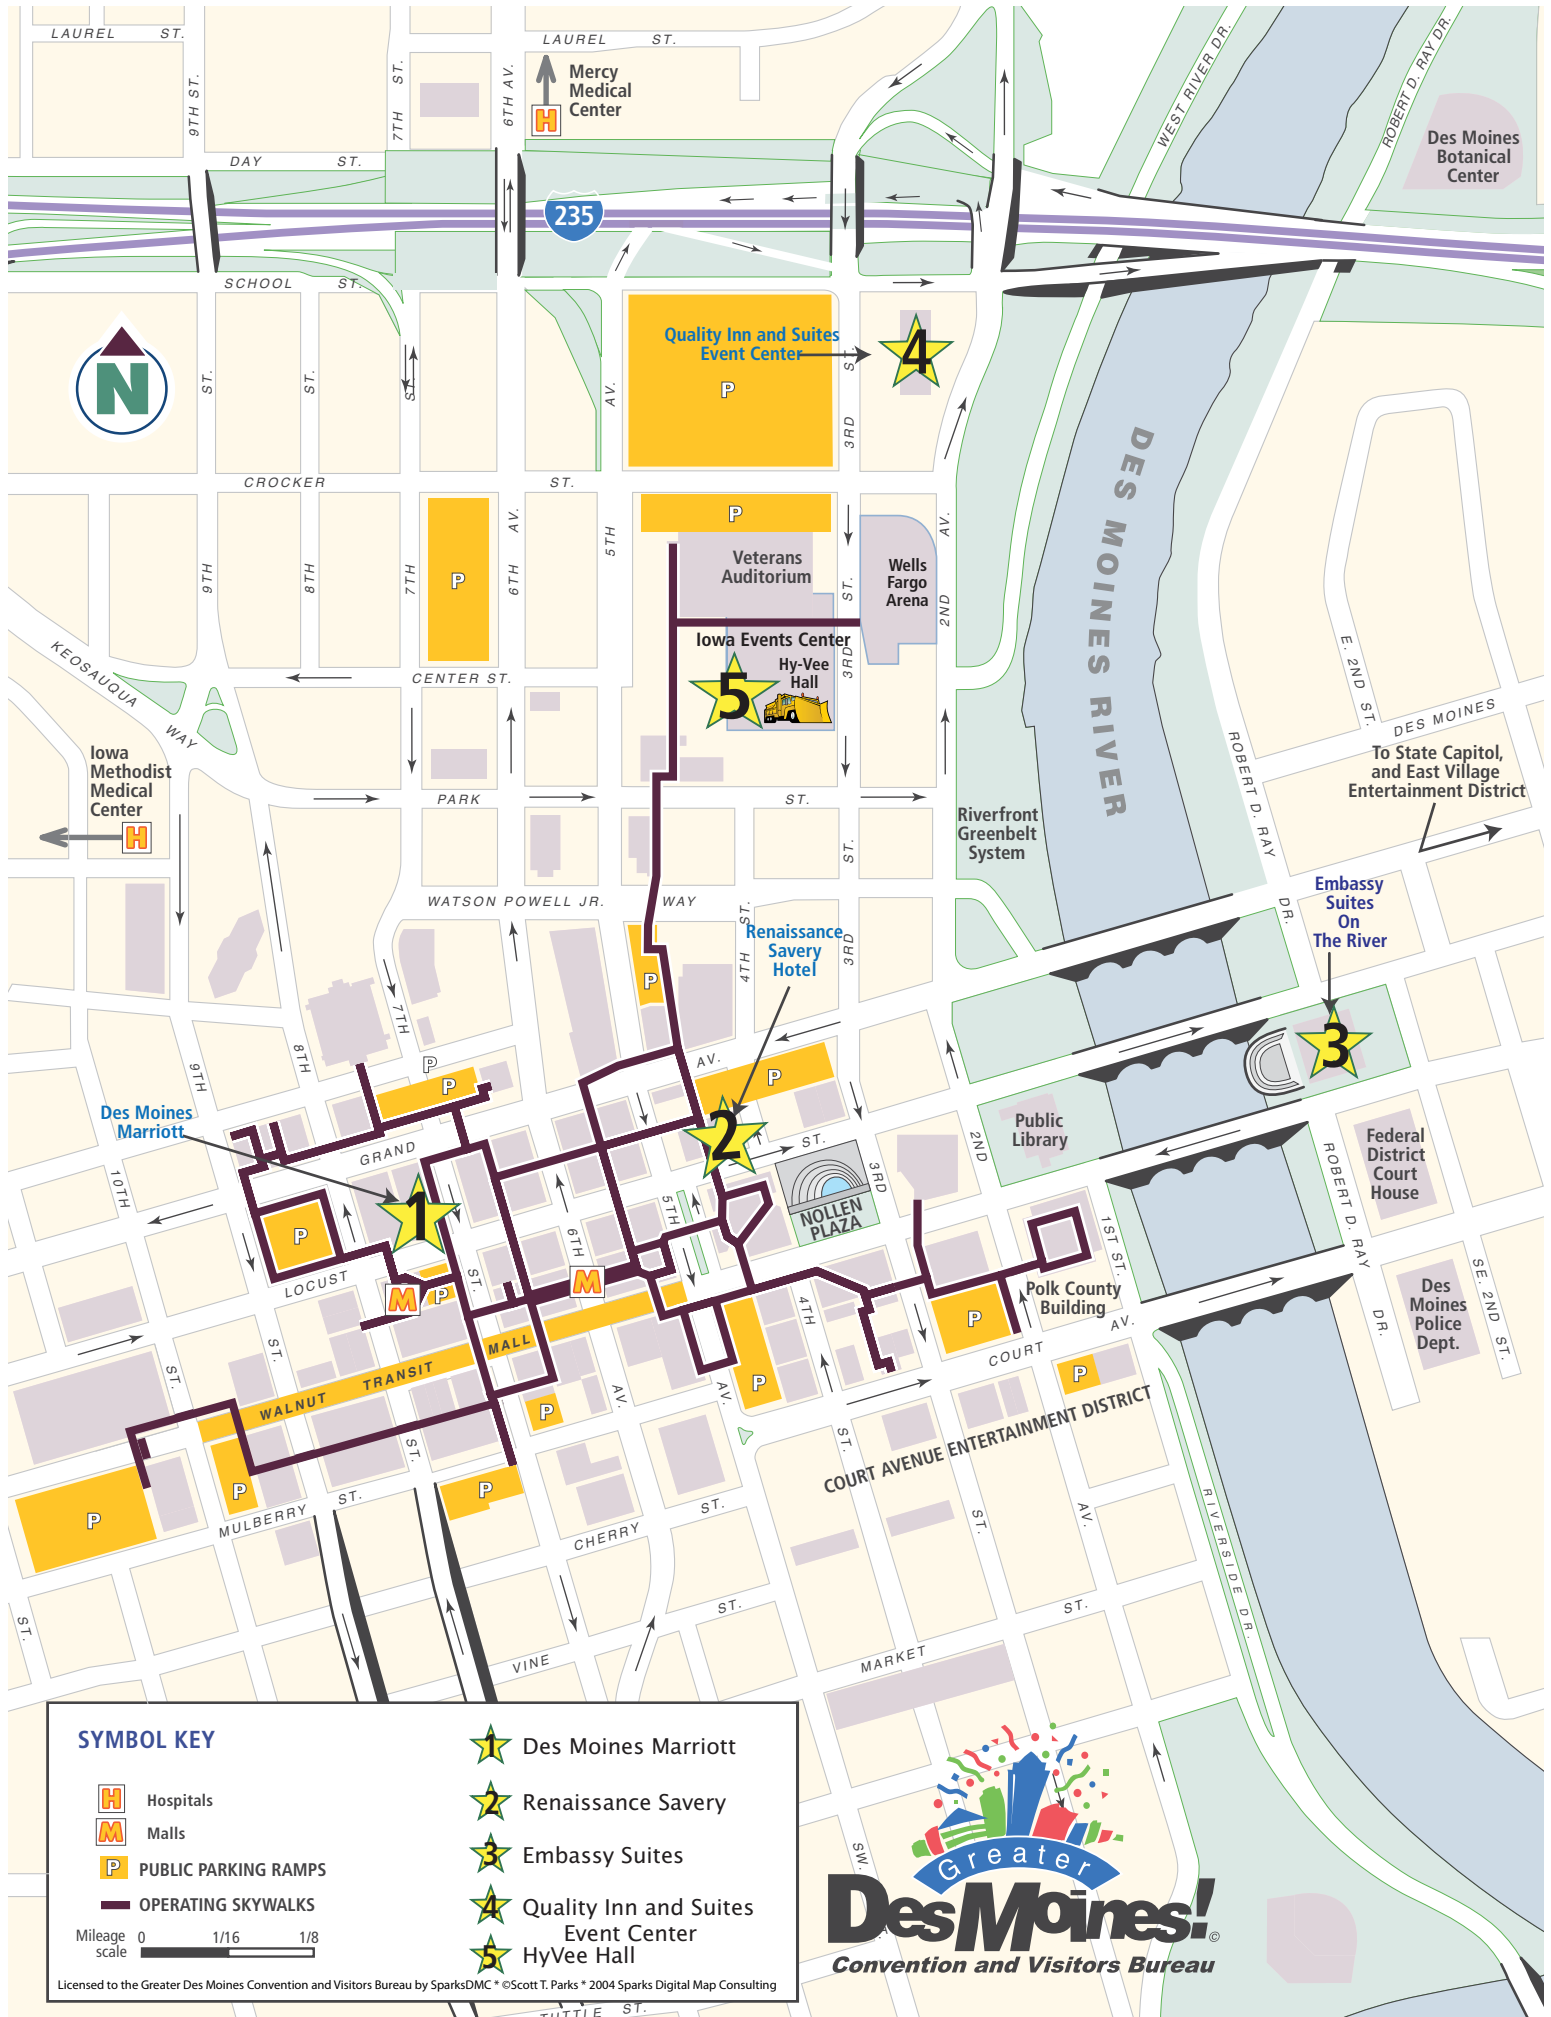 LAUREL ST.
LAUREL ST.
9TH ST.
7TH ST.
6TH AV.
Mercy
Medical
Center
H
WEST RIVER DR.
ROBERT D. RAY DR.
Des Moines
Botanical
Center
DAY ST.
235
SCHOOL ST.
N
ST.
ST.
ST.
AV.
Quality Inn and Suites
Event Center
P
ST.
3RD
4
CROCKER ST.
9TH
8TH
7TH
P
6TH AV.
5TH
P
Veterans
Auditorium
ST.
Wells
Fargo
Arena
AV.
2ND
DES MOINES RIVER
Iowa Events Center
3RD
Hy-Vee
Hall
5
KEOSAUQUA WAY
CENTER ST.
E. 2ND ST.
DES MOINES
ROBERT D. RAY DR.
To State Capitol,
and East Village
Entertainment District
Iowa
Methodist
Medical
Center
H
PARK ST.
ST.
Riverfront
Greenbelt
System
WATSON POWELL JR. WAY
4TH ST.
3RD
Renaissance
Savery
Hotel
Embassy
Suites
On
The River
3
P
7TH
8TH
9TH
P
P
AV.
P
2
Des Moines
Marriott
GRAND
ST.
2ND
Public
Library
Federal
District
Court
House
10TH
3RD
NOLLEN
PLAZA
5TH
1
P
6TH
1ST ST.
ROBERT D. RAY DR.
SE. 2ND ST.
LOCUST
M
P
ST.
M
4TH
P
Polk County
Building
AV.
COURT
Des
Moines
Police
Dept.
ST.
ST.
WALNUT TRANSIT MALL
P
P
AV.
AV.
P
COURT AVENUE ENTERTAINMENT DISTRICT
P
P
P
ST.
ST.
MULBERRY ST.
CHERRY ST.
ST.
AV.
RIVERSIDE DR.
ST.
VINE ST.
MARKET ST.
SYMBOL KEY
H Hospitals
M Malls
P PUBLIC PARKING RAMPS
OPERATING SKYWALKS
Mileage
scale
0 1/16 1/8
1 Des Moines Marriott
2 Renaissance Savery
3 Embassy Suites
4 Quality Inn and Suites
Event Center
5 HyVee Hall
Licensed to the Greater Des Moines Convention and Visitors Bureau by SparksDMC * ©Scott T. Parks * 2004 Sparks Digital Map Consulting
SW.
TUTTLE ST.
Greater
Des Moines!©
Convention and Visitors Bureau